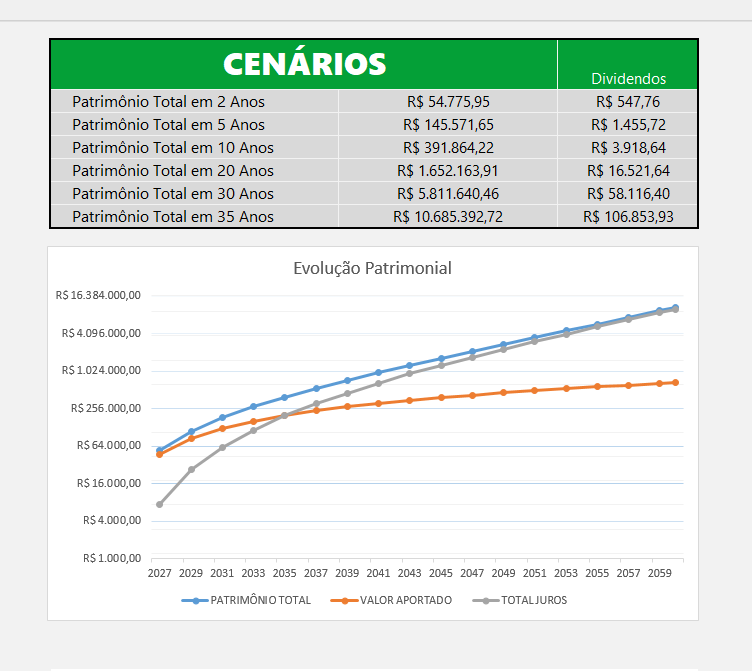 CENÁRIOS
Dividendos
Patrimônio Total em 2 Anos R$ 54.775,95 R$ 547,76
Patrimônio Total em 5 Anos R$ 145.571,65 R$ 1.455,72
Patrimônio Total em 10 Anos R$ 391.864,22 R$ 3.918,64
Patrimônio Total em 20 Anos R$ 1.652.163,91 R$ 16.521,64
Patrimônio Total em 30 Anos R$ 5.811.640,46 R$ 58.116,40
Patrimônio Total em 35 Anos R$ 10.685.392,72 R$ 106.853,93
Evolução Patrimonial
R$ 16.384.000,00
R$ 4.096.000,00
R$ 1.024.000,00
R$ 256.000,00
R$ 64.000,00
R$ 16.000,00
R$ 4.000,00
R$ 1.000,00
2027 2029 2031 2033 2035 2037 2039 2041 2043 2045 2047 2049 2051 2053 2055 2057 2059
PATRIMÔNIO TOTAL VALOR APORTADO TOTAL JUROS